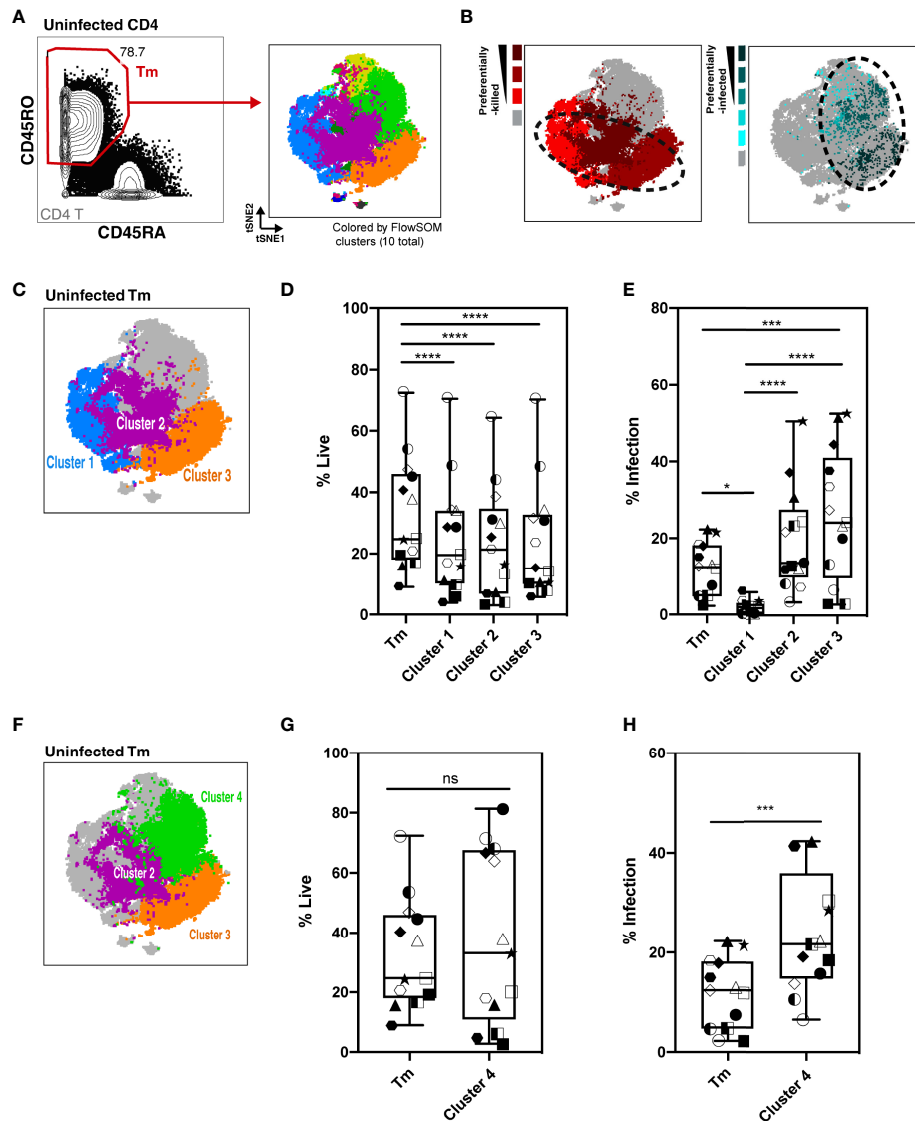 A
Uninfected CD4
78.7
Tm
CD45RO
CD4 T
CD45RA
tSNE2
tSNE1
Colored by FlowSOM
clusters (10 total)
B
Preferentially
-killed
Preferentially
-infected
C
Uninfected Tm
Cluster 2
Cluster 1
Cluster 3
D
100
80
60
40
20
0
% Live
****
****
****
Tm
Cluster 1
Cluster 2
Cluster 3
E
80
60
40
20
0
% Infection
***
****
****
*
Tm
Cluster 1
Cluster 2
Cluster 3
F
Uninfected Tm
Cluster 4
Cluster 2
Cluster 3
G
100
80
60
40
20
0
% Live
ns
Tm
Cluster 4
H
60
40
20
0
% Infection
***
Tm
Cluster 4